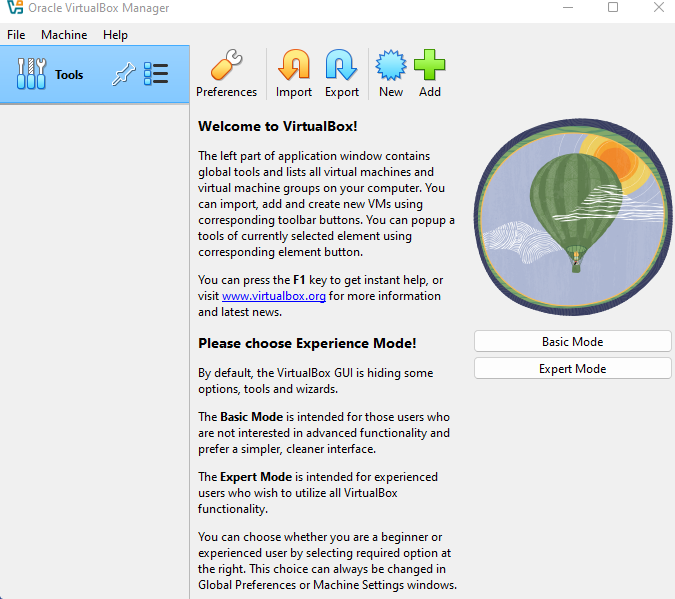 Oracle VirtualBox Manager
File Machine Help
Tools
Preferences Import Export New Add
Welcome to VirtualBox!
The left part of application window contains
global tools and lists all virtual machines and
virtual machine groups on your computer. You
can import, add and create new VMs using
corresponding toolbar buttons. You can popup a
tools of currently selected element using
corresponding element button.
You can press the F1 key to get instant help, or
visit www.virtualbox.org for more information
and latest news.
Please choose Experience Mode!
By default, the VirtualBox GUI is hiding some
options, tools and wizards.
The Basic Mode is intended for those users who
are not interested in advanced functionality and
prefer a simpler, cleaner interface.
The Expert Mode is intended for experienced
users who wish to utilize all VirtualBox
functionality.
You can choose whether you are a beginner or
experienced user by selecting required option at
the right. This choice can always be changed in
Global Preferences or Machine Settings windows.
Basic Mode
Expert Mode